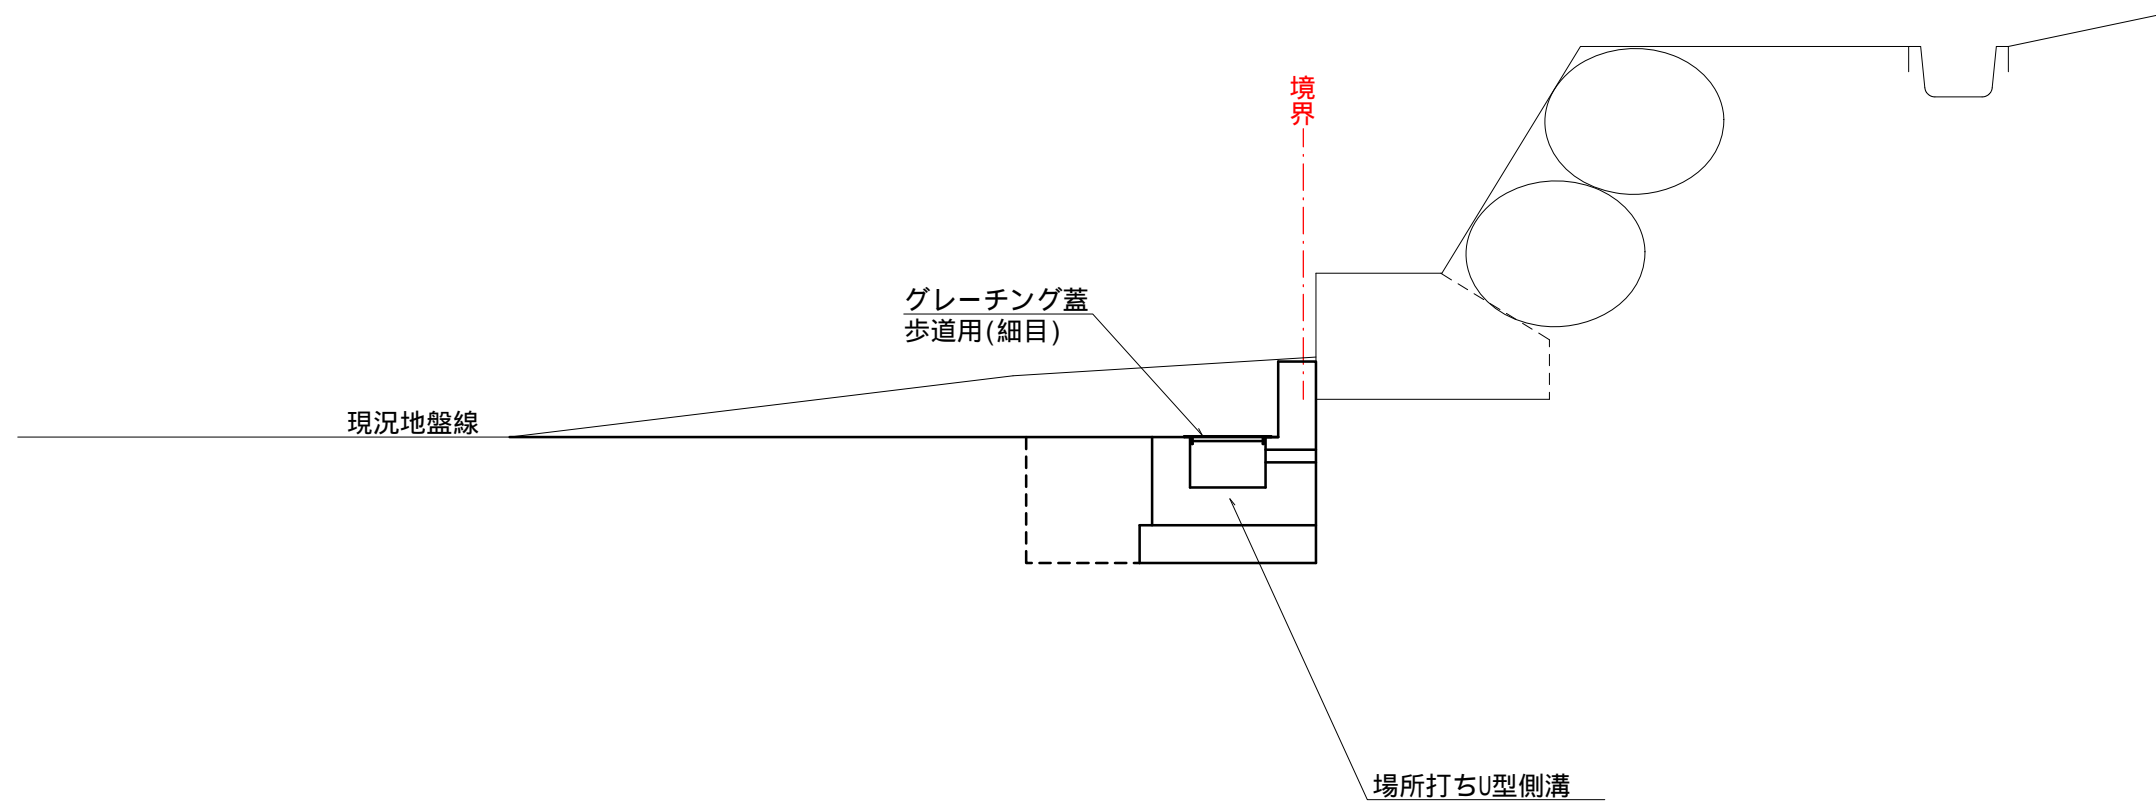 境界
グレーチング蓋
歩道用(細目)
現況地盤線
場所打ちU型側溝